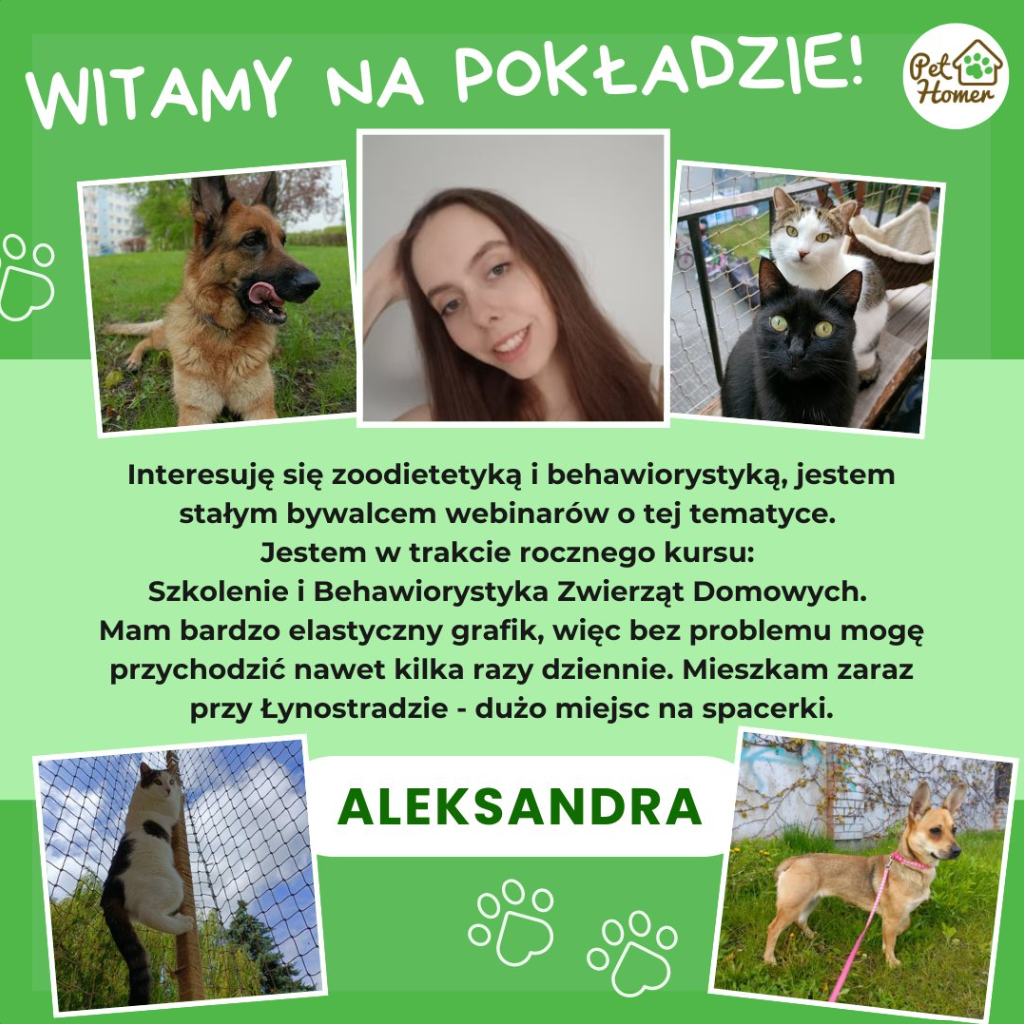 WITAMY NA POKŁADZIE!
Pet
Homer
Interesuję się zoodietetyką i behawiorystyką, jestem
stałym bywalcem webinarów o tej tematyce.
Jestem w trakcie rocznego kursu:
Szkolenie i Behawiorystyka Zwierząt Domowych.
Mam bardzo elastyczny grafik, więc bez problemu mogę
przychodzić nawet kilka razy dziennie. Mieszkam zaraz
przy Łynostradzie - dużo miejsc na spacerki.
ALEKSANDRA